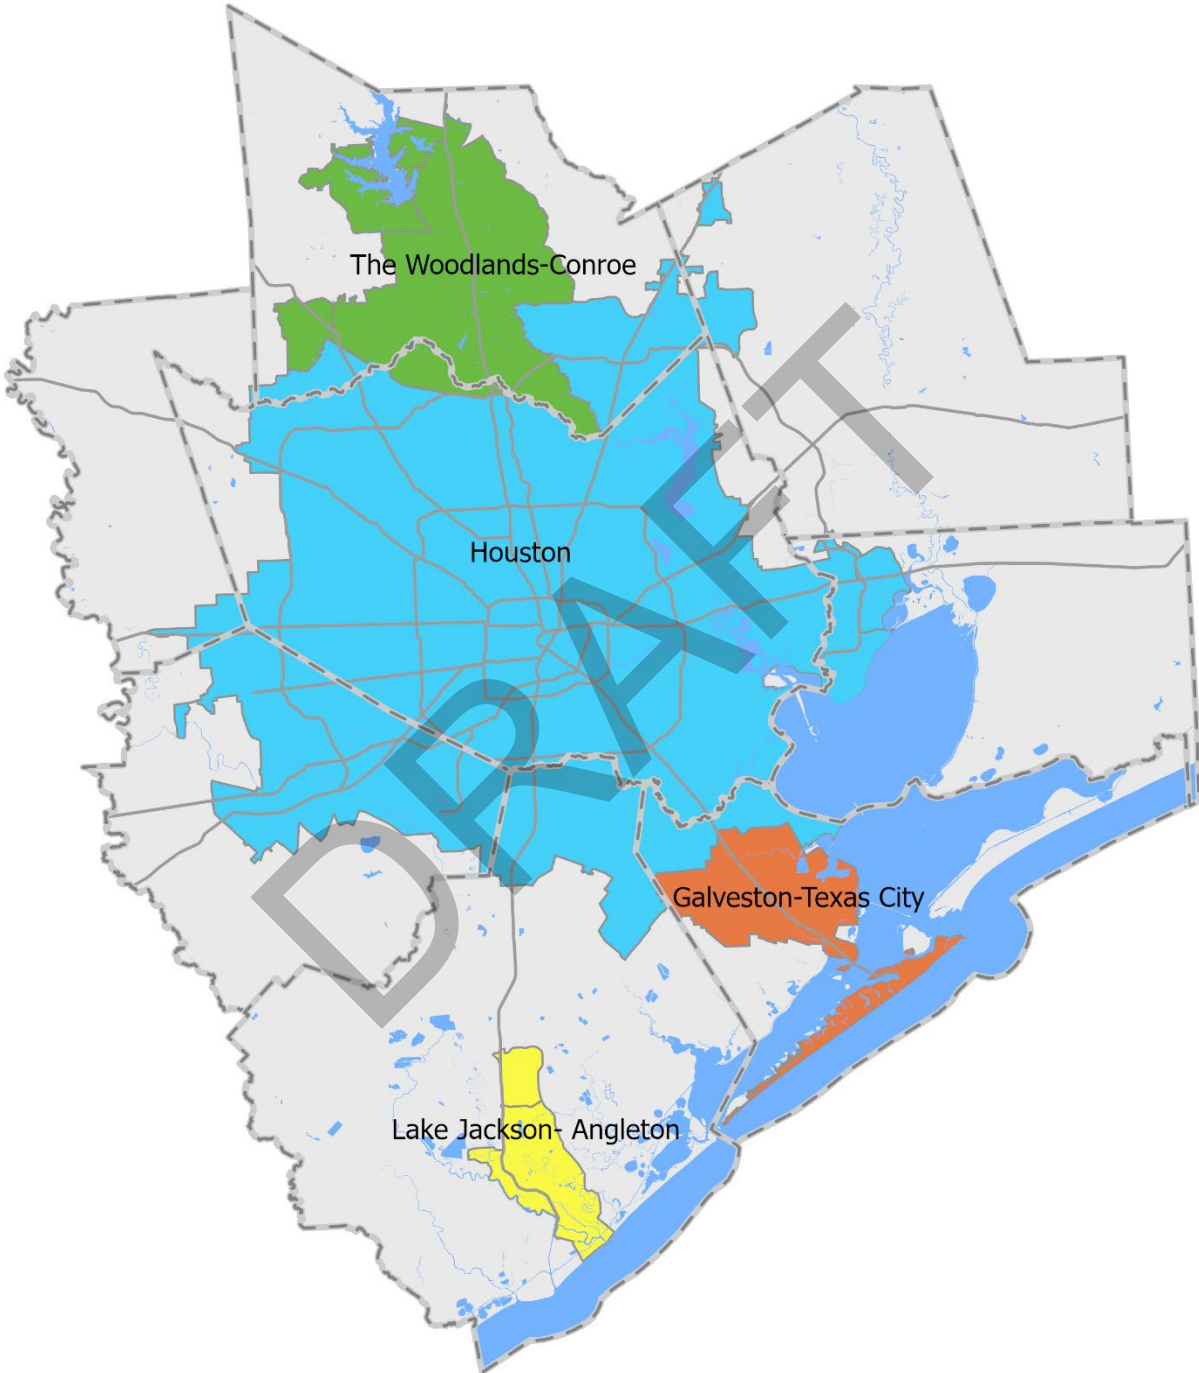 The Woodlands-Conroe
Houston
DRAFT
Galveston-Texas City
Lake Jackson- Angleton